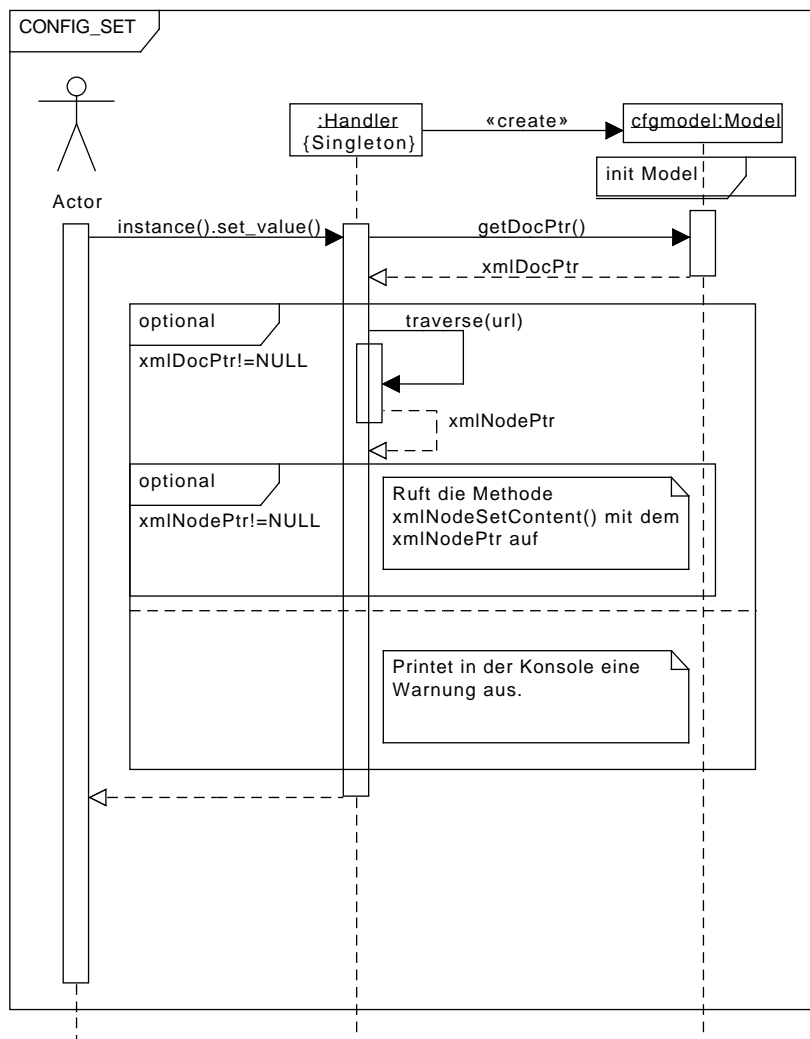 CONFIG_SET
:Handler
{Singleton}
«create»
cfgmodel:Model
init Model
Actor
instance().set_value()
getDocPtr()
xmlDocPtr
optional
traverse(url)
xmlDocPtr!=NULL
xmlNodePtr
optional
xmlNodePtr!=NULL
Ruft die Methode
xmlNodeSetContent() mit dem
xmlNodePtr auf
Printet in der Konsole eine
Warnung aus.